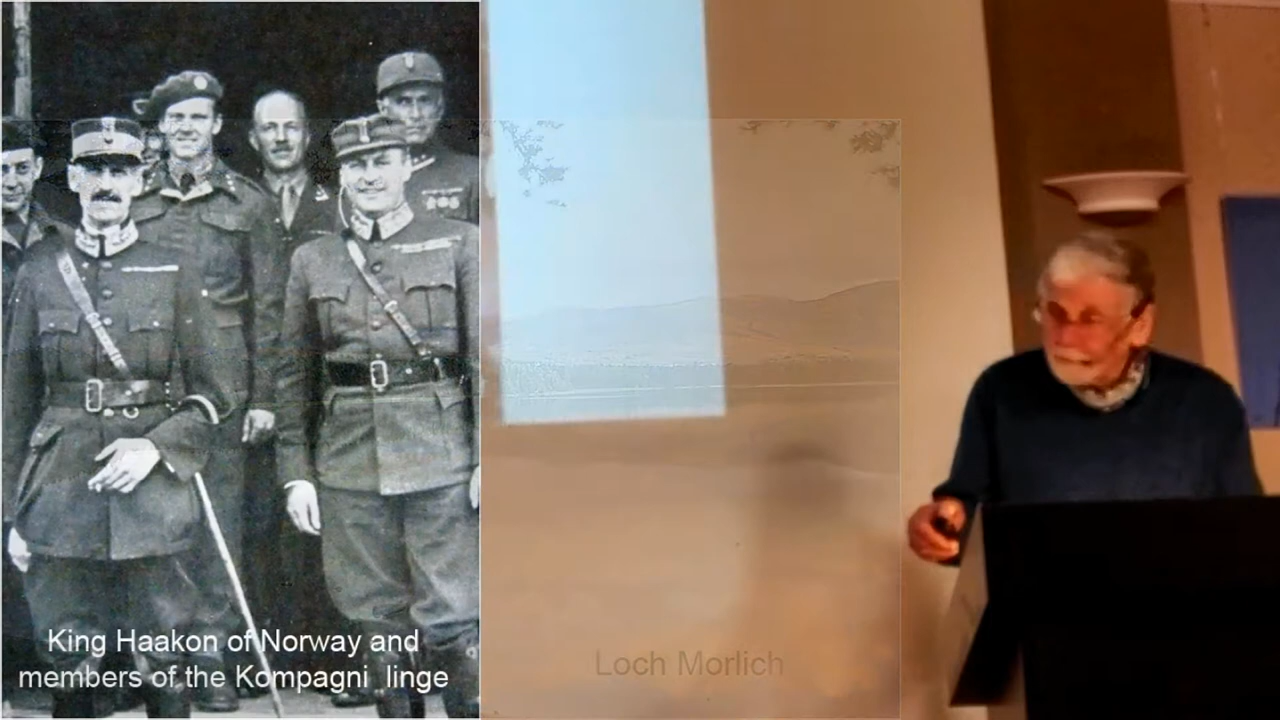 King Haakon of Norway and
members of the Kompagni linge
Loch Morlich